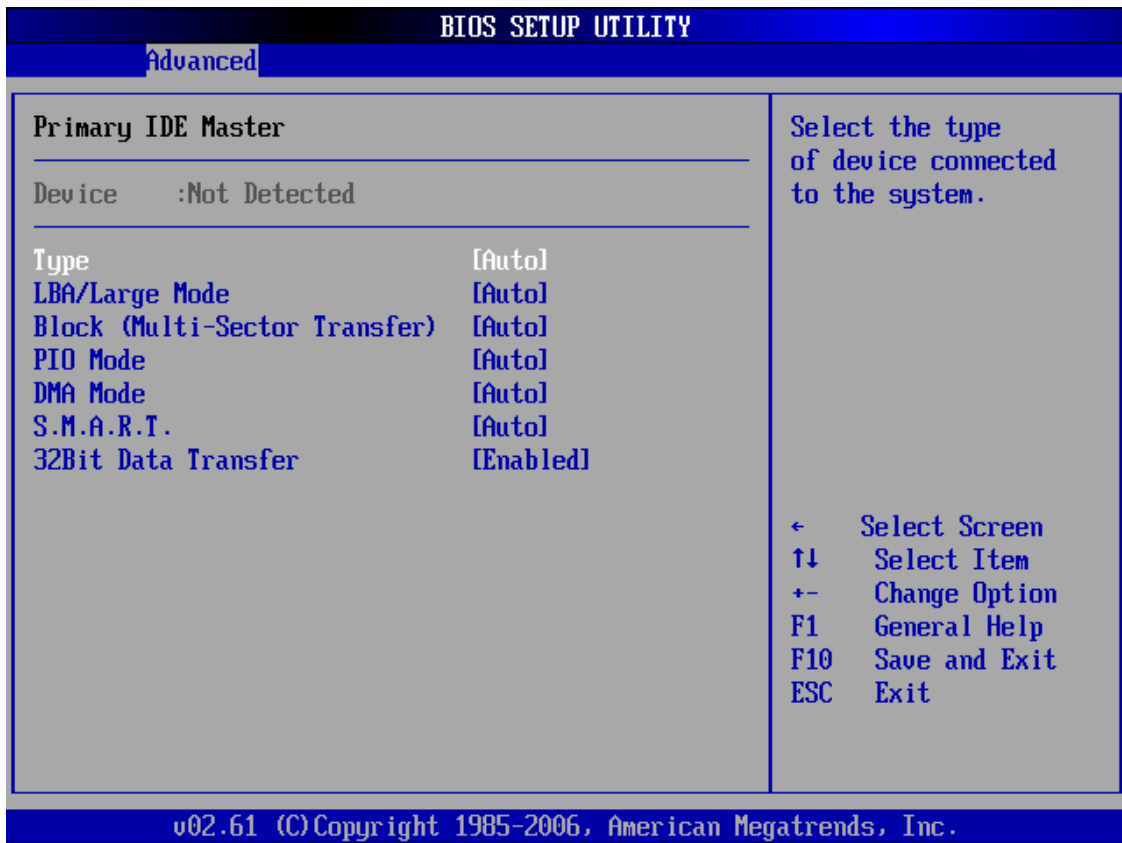 BIOS SETUP UTILITY
Advanced
Primary IDE Master
Device :Not Detected
Type [Auto]
LBA/Large Mode [Auto]
Block (Multi-Sector Transfer) [Auto]
PIO Mode [Auto]
DMA Mode [Auto]
S.M.A.R.T. [Auto]
32Bit Data Transfer [Enabled]
Select the type
of device connected
to the system.
← Select Screen
↑↓ Select Item
+- Change Option
F1 General Help
F10 Save and Exit
ESC Exit
v02.61 (C)Copyright 1985-2006, American Megatrends, Inc.